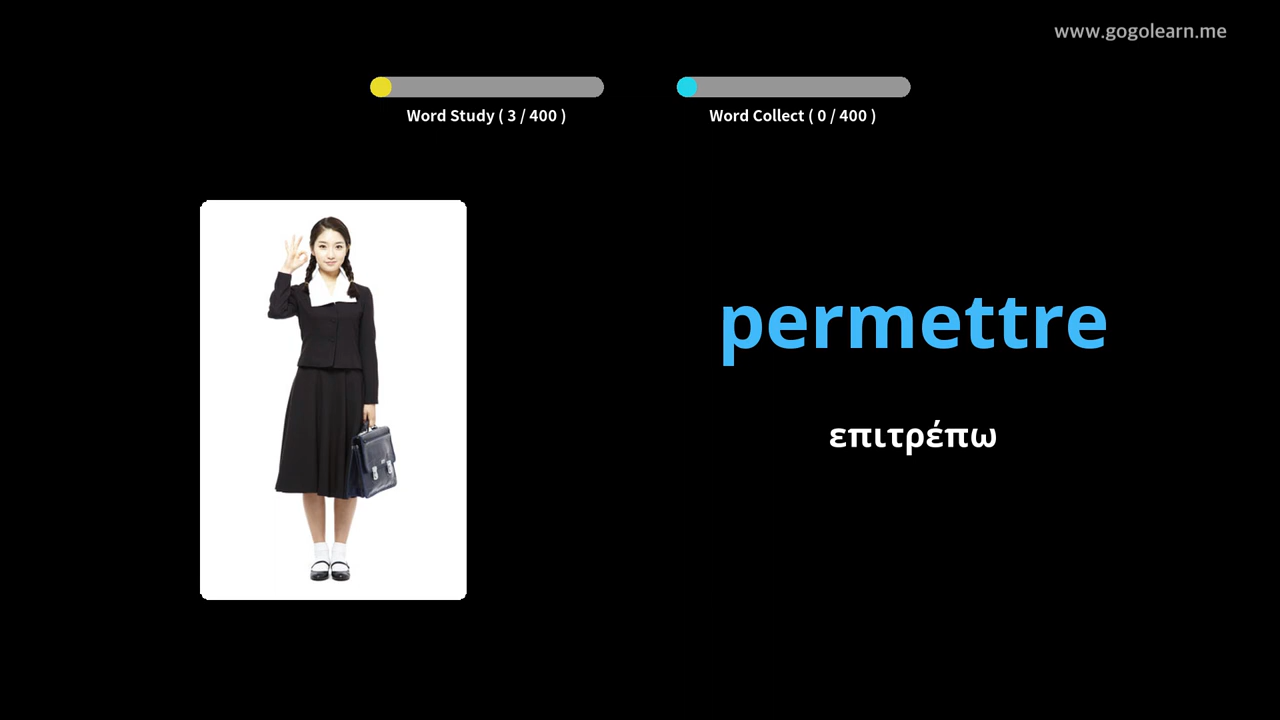 www.gogolearn.me
Word Study ( 3 / 400 )
Word Collect ( 0 / 400 )
permettre
επιτρέπω